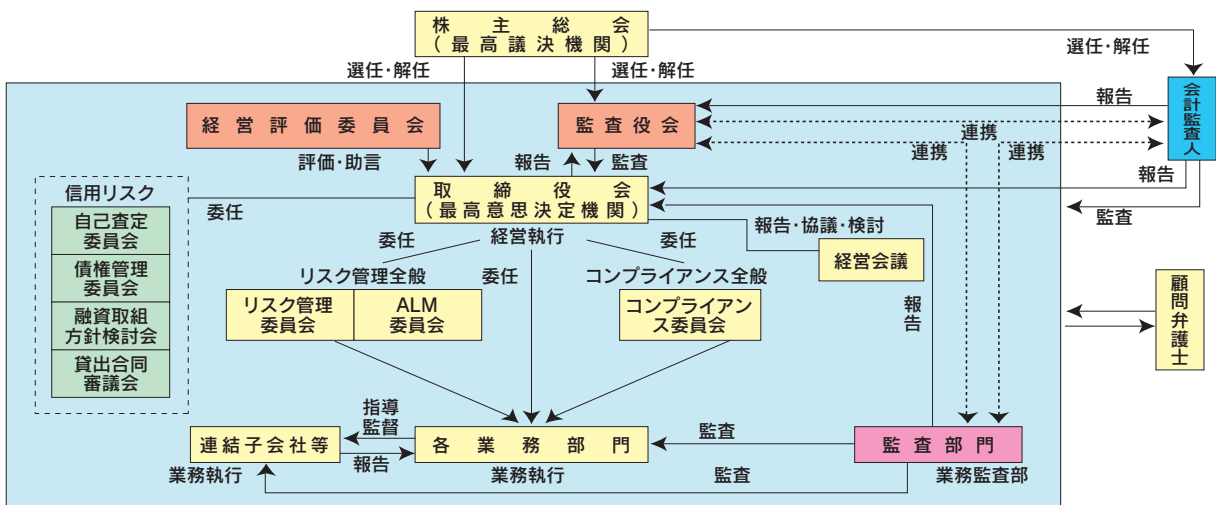 株主総会
(最高議決機関)
選任・解任
選任・解任
選任・解任
経営評価委員会
監査役会
会計監査人
報告
連携
連携
連携
評価・助言
報告
監査
取締役会
(最高意思決定機関)
経営執行
報告
監査
信用リスク
自己査定
委員会
債権管理
委員会
融資取組
方針検討会
貸出合同
審議会
委任
委任
委任
委任
報告・協議・検討
経営会議
リスク管理全般
コンプライアンス全般
リスク管理
委員会
ALM
委員会
コンプライアン
ス委員会
報告
顧問弁護士
指導
監督
連結子会社等
業務執行
報告
各業務部門
業務執行
監査
監査
監査部門
業務監査部